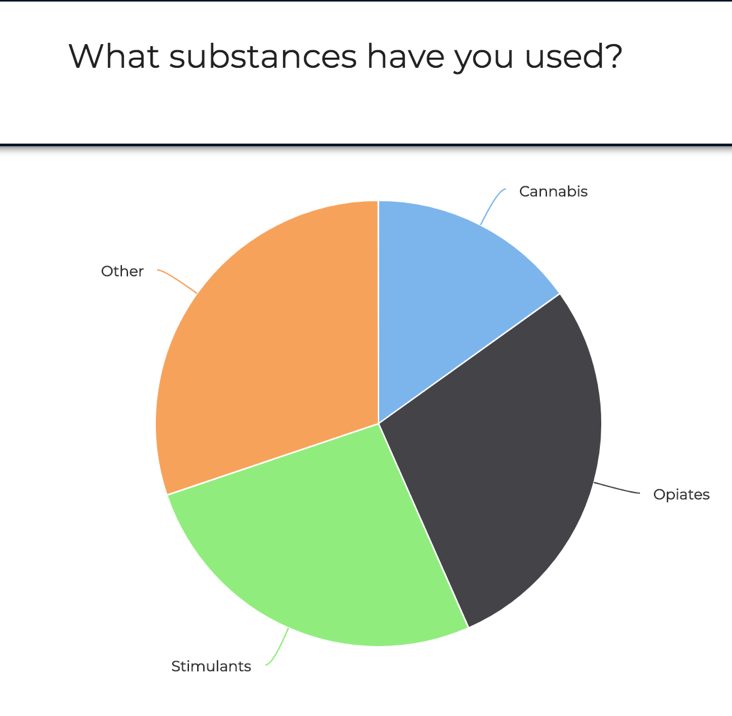 What substances have you used?
Cannabis
Other
Opiates
Stimulants